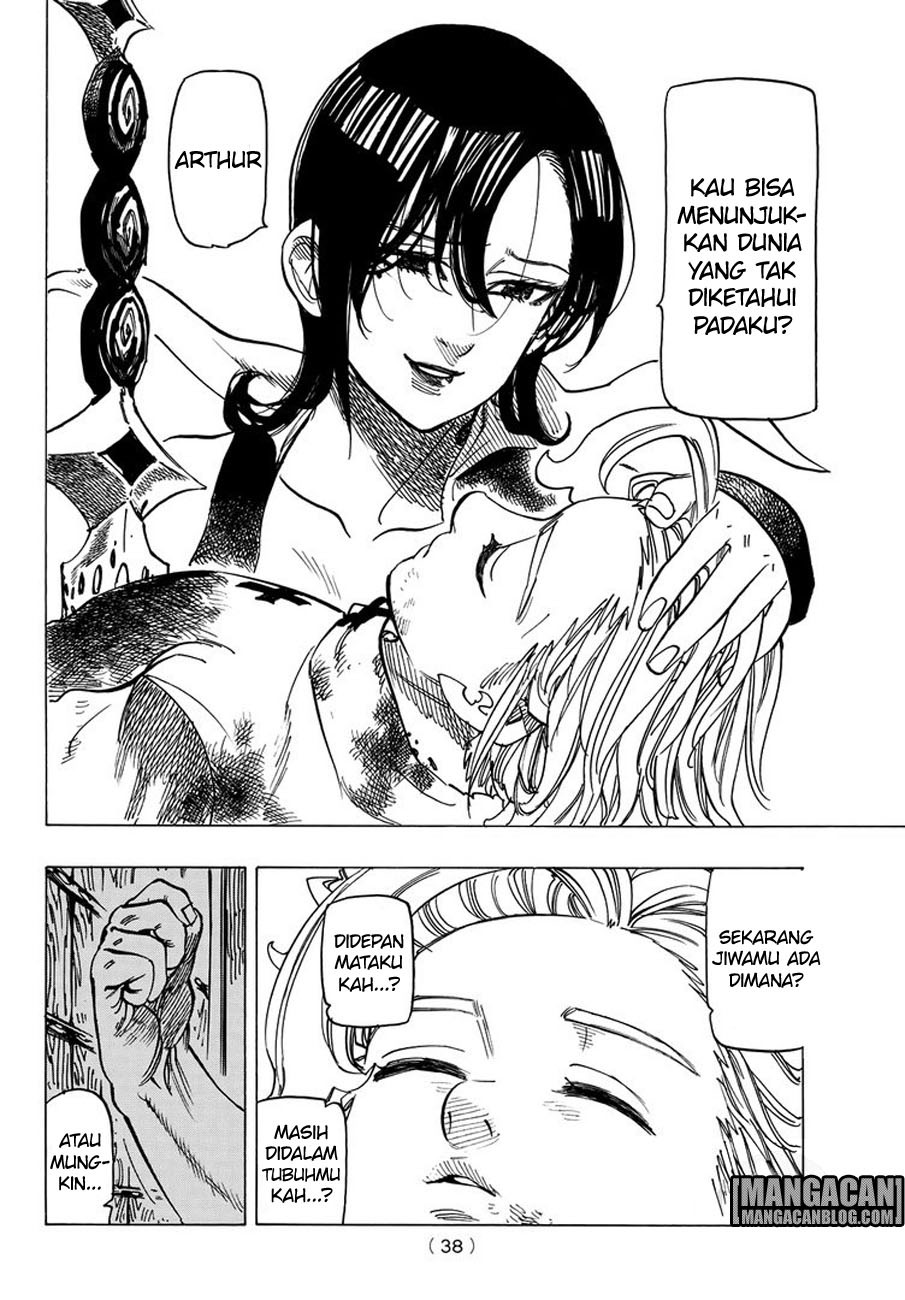 KAU BISA
MENUNJUK-
KAN DUNIA
YANG TAK
DIKETAHUI
PADAKU?
ARTHUR
SEKARANG
JIWAMU ADA
DIMANA?
DIDEPAN
MATAKU
KAH...?
MASIH
DIDALAM
TUBUHMU
KAH...?
ATAU
MUNG-
KIN...
MANGACAN
MANGACANBLOG.COM
( 38 )